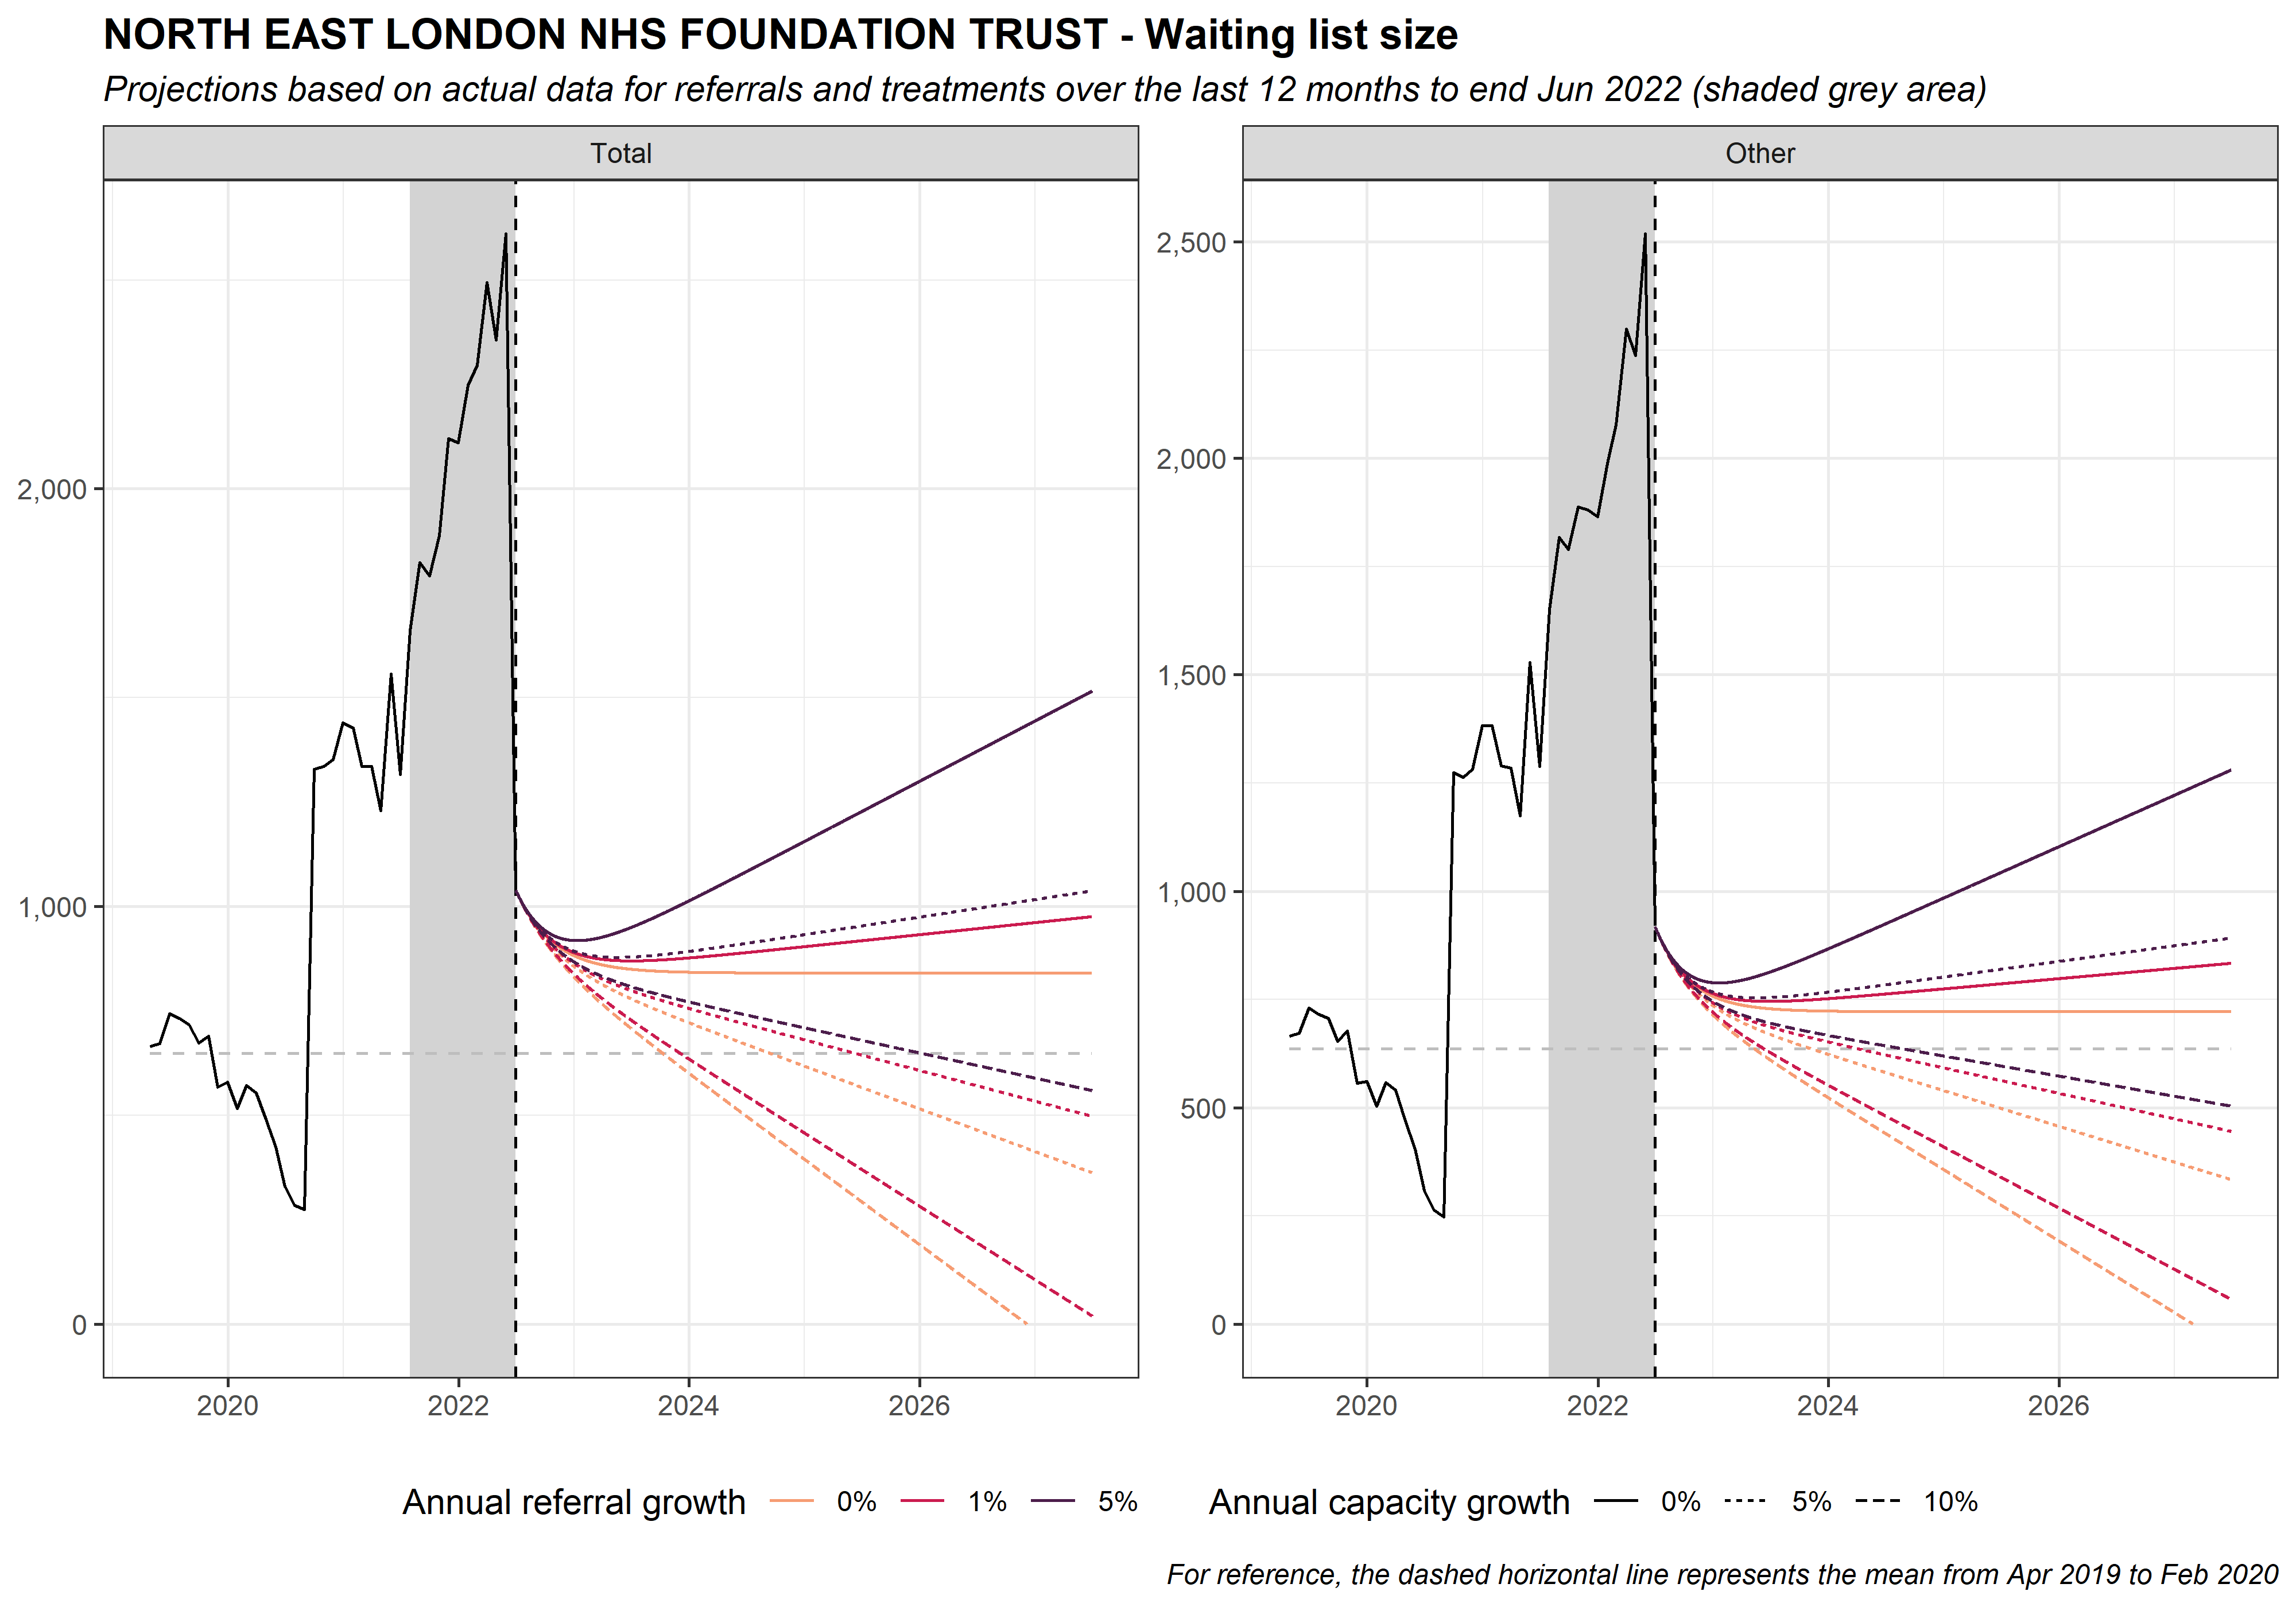 NORTH EAST LONDON NHS FOUNDATION TRUST - Waiting list size
Projections based on actual data for referrals and treatments over the last 12 months to end Jun 2022 (shaded grey area)
Total
Other
2,000
1,000
0
2,500
2,000
1,500
1,000
500
0
2020 2022 2024 2026
2020 2022 2024 2026
Annual referral growth 0% 1% 5%
Annual capacity growth 0% 5% 10%
For reference, the dashed horizontal line represents the mean from Apr 2019 to Feb 2020